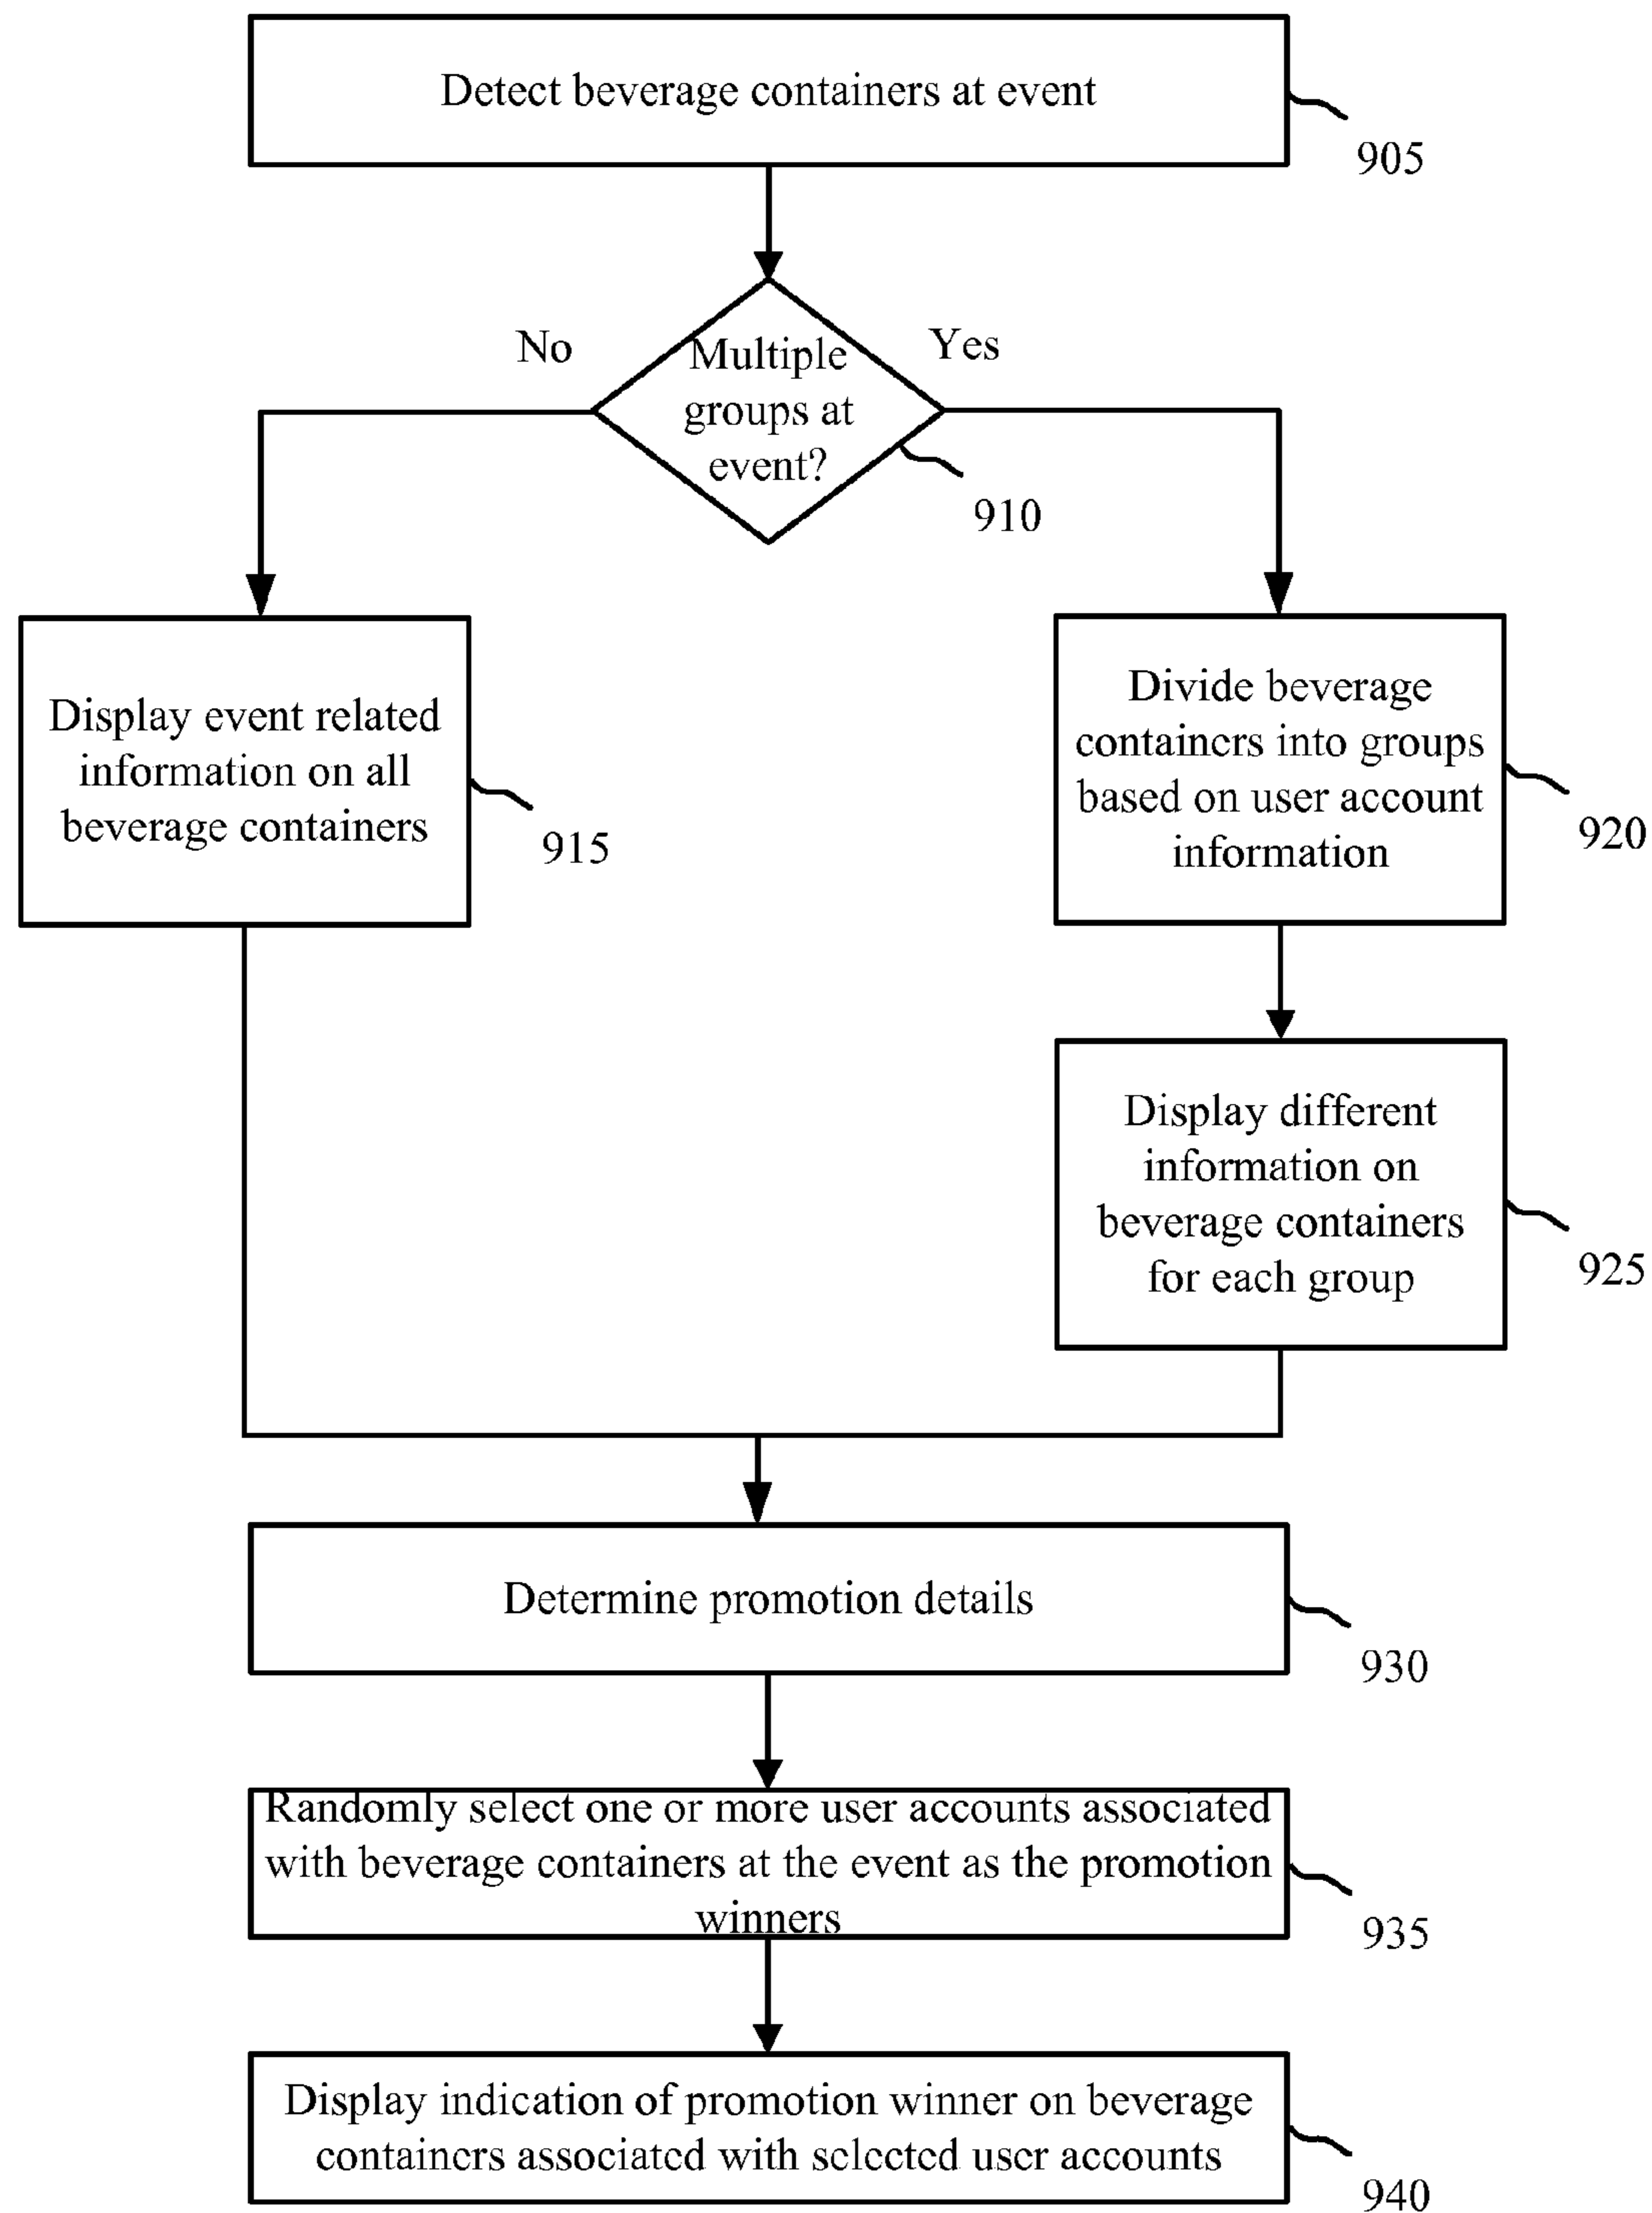 Detect beverage containers at event
905
No
Yes
Multiple
groups at
event?
910
Display event related
information on all
beverage containers
915
Divide beverage
containers into groups
based on user account
information
920
Display different
information on
beverage containers
for each group
925
Determine promotion details
930
Randomly select one or more user accounts associated
with beverage containers at the event as the promotion
winners
935
Display indication of promotion winner on beverage
containers associated with selected user accounts
940